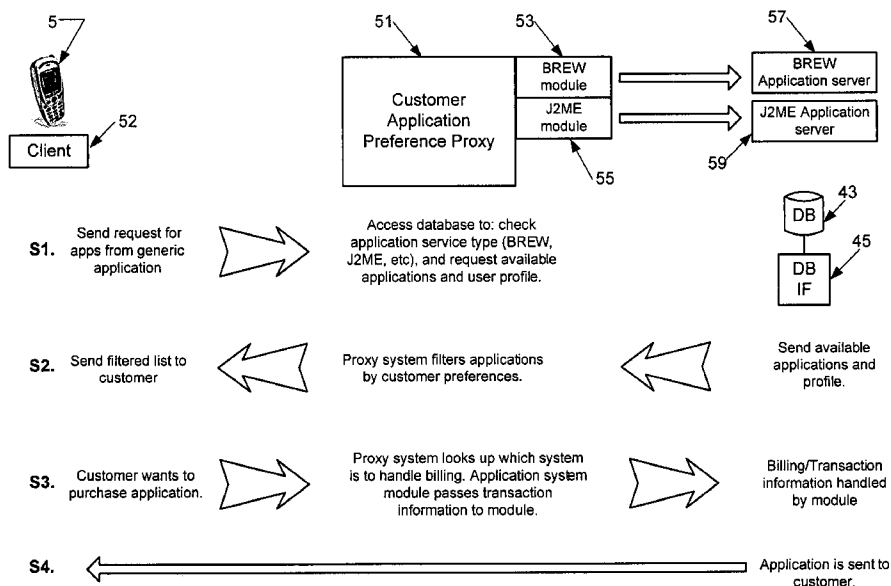 5
51
53
57
BREW
module
BREW
Application server
Customer
Application
Preference Proxy
J2ME
module
J2ME Application
server
52
Client
55
59
43
DB
45
DB
IF
S1.
Send request for
apps from generic
application
Access database to: check
application service type (BREW,
J2ME, etc), and request available
applications and user profile.
S2.
Send filtered list to
customer
Proxy system filters applications
by customer preferences.
Send available
applications and
profile.
S3.
Customer wants to
purchase application.
Proxy system looks up which system
is to handle billing. Application system
module passes transaction
information to module.
Billing/Transaction
information handled
by module
S4.
Application is sent to
customer.